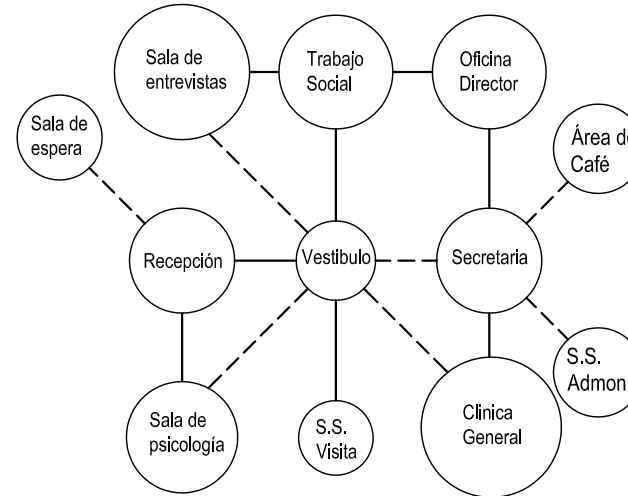 Sala de
entrevistas
Trabajo
Social
Oficina
Director
Sala de
espera
Área de
Café
Recepción
Vestibulo
Secretaria
Sala de
psicología
S.S.
Visita
Clinica
General
S.S.
Admon